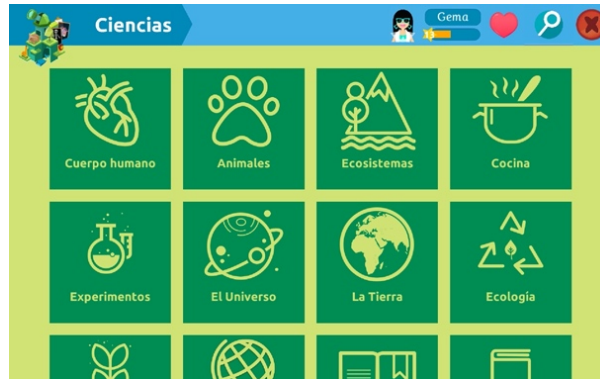 Ciencias
Gema
Cuerpo humano
Animales
Ecosistemas
Cocina
Experimentos
El Universo
La Tierra
Ecología